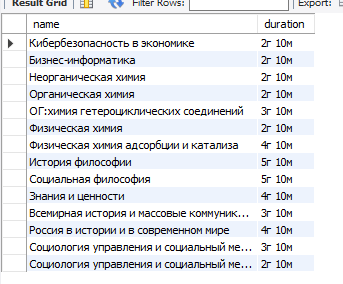 Result Grid Filter Rows: Export:
name duration
Кибербезопасность в экономике 2г 10м
Бизнес-информатика 2г 10м
Неорганическая химия 2г 10м
Органическая химия 2г 10м
ОГ:химия гетероциклических соединений 3г 10м
Физическая химия 2г 10м
Физическая химия адсорбции и катализа 4г 10м
История философии 5г 10м
Социальная философия 5г 10м
Знания и ценности 2г 10м
Всемирная история и массовые коммуник... 3г 10м
Россия в истории и в современном мире 4г 10м
Социология управления и социальный ме... 3г 10м
Социология управления и социальный ме... 2г 10м